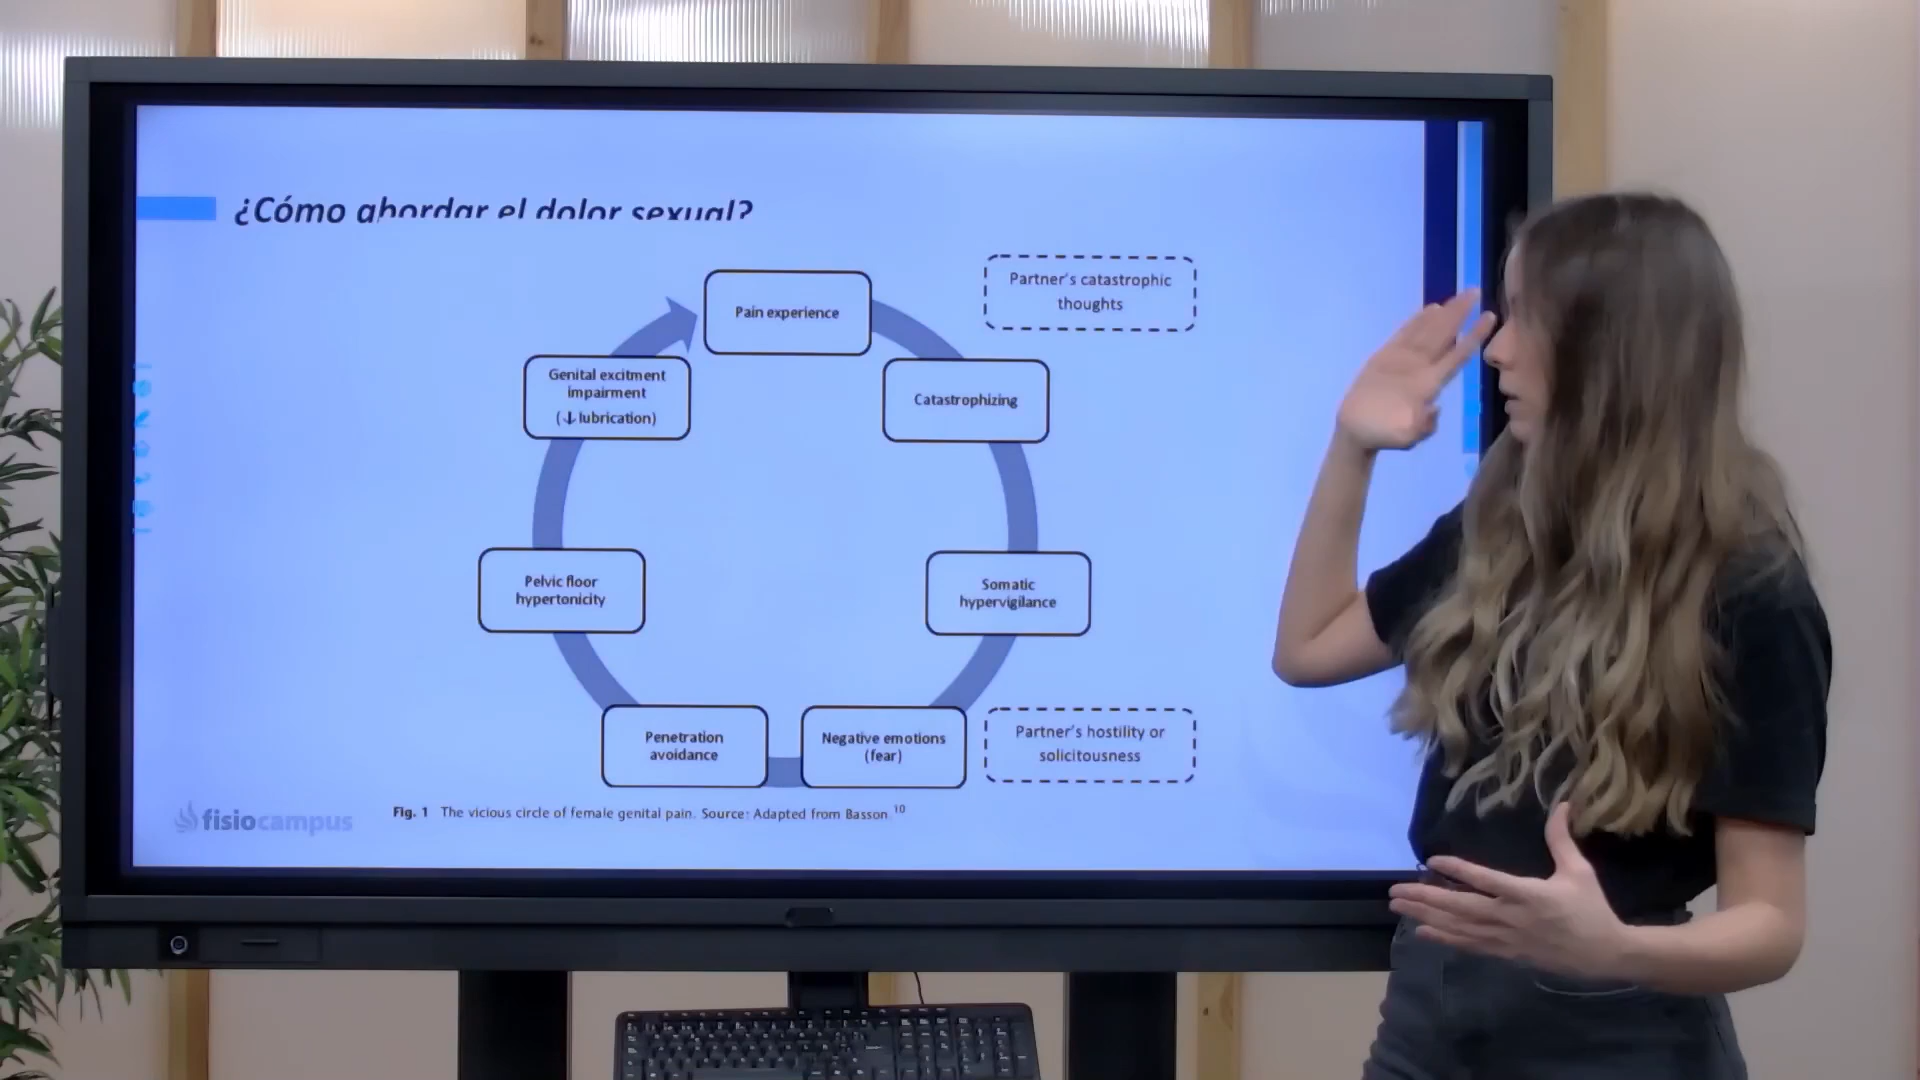 ¿Cómo abordar el dolor sexual?
Pain experience
Partner's catastrophic
thoughts
Genital excitment
impairment
(↓ lubrication)
Catastrophizing
Pelvic floor
hypertonicity
Somatic
hypervigilance
Penetration
avoidance
Negative emotions
(fear)
Partner's hostility or
solicitousness
Fig. 1 The vicious circle of female genital pain. Source: Adapted from Basson.10
fisiocampus